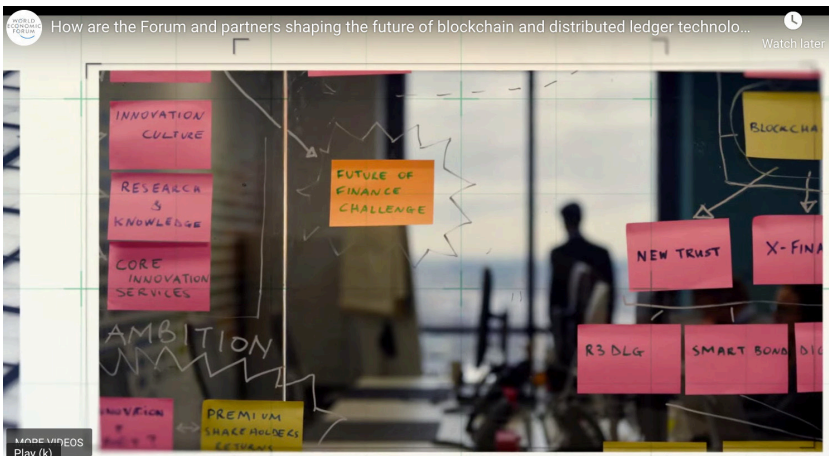 WORLD
ECONOMIC
FORUM
How are the Forum and partners shaping the future of blockchain and distributed ledger technolo...
Watch later
INNOVATION
CULTURE
RESEARCH
&
KNOWLEDGE
CORE
INNOVATION
SERVICES
AMBITION
PREMIUM
SHAREHOLDERS
RETURNS
FUTURE OF
FINANCE
CHALLENGE
BLOCKCHA
NEW TRUST
X-FINA
R3 DLG
SMART BOND
MORE VIDEOS
Play (k)